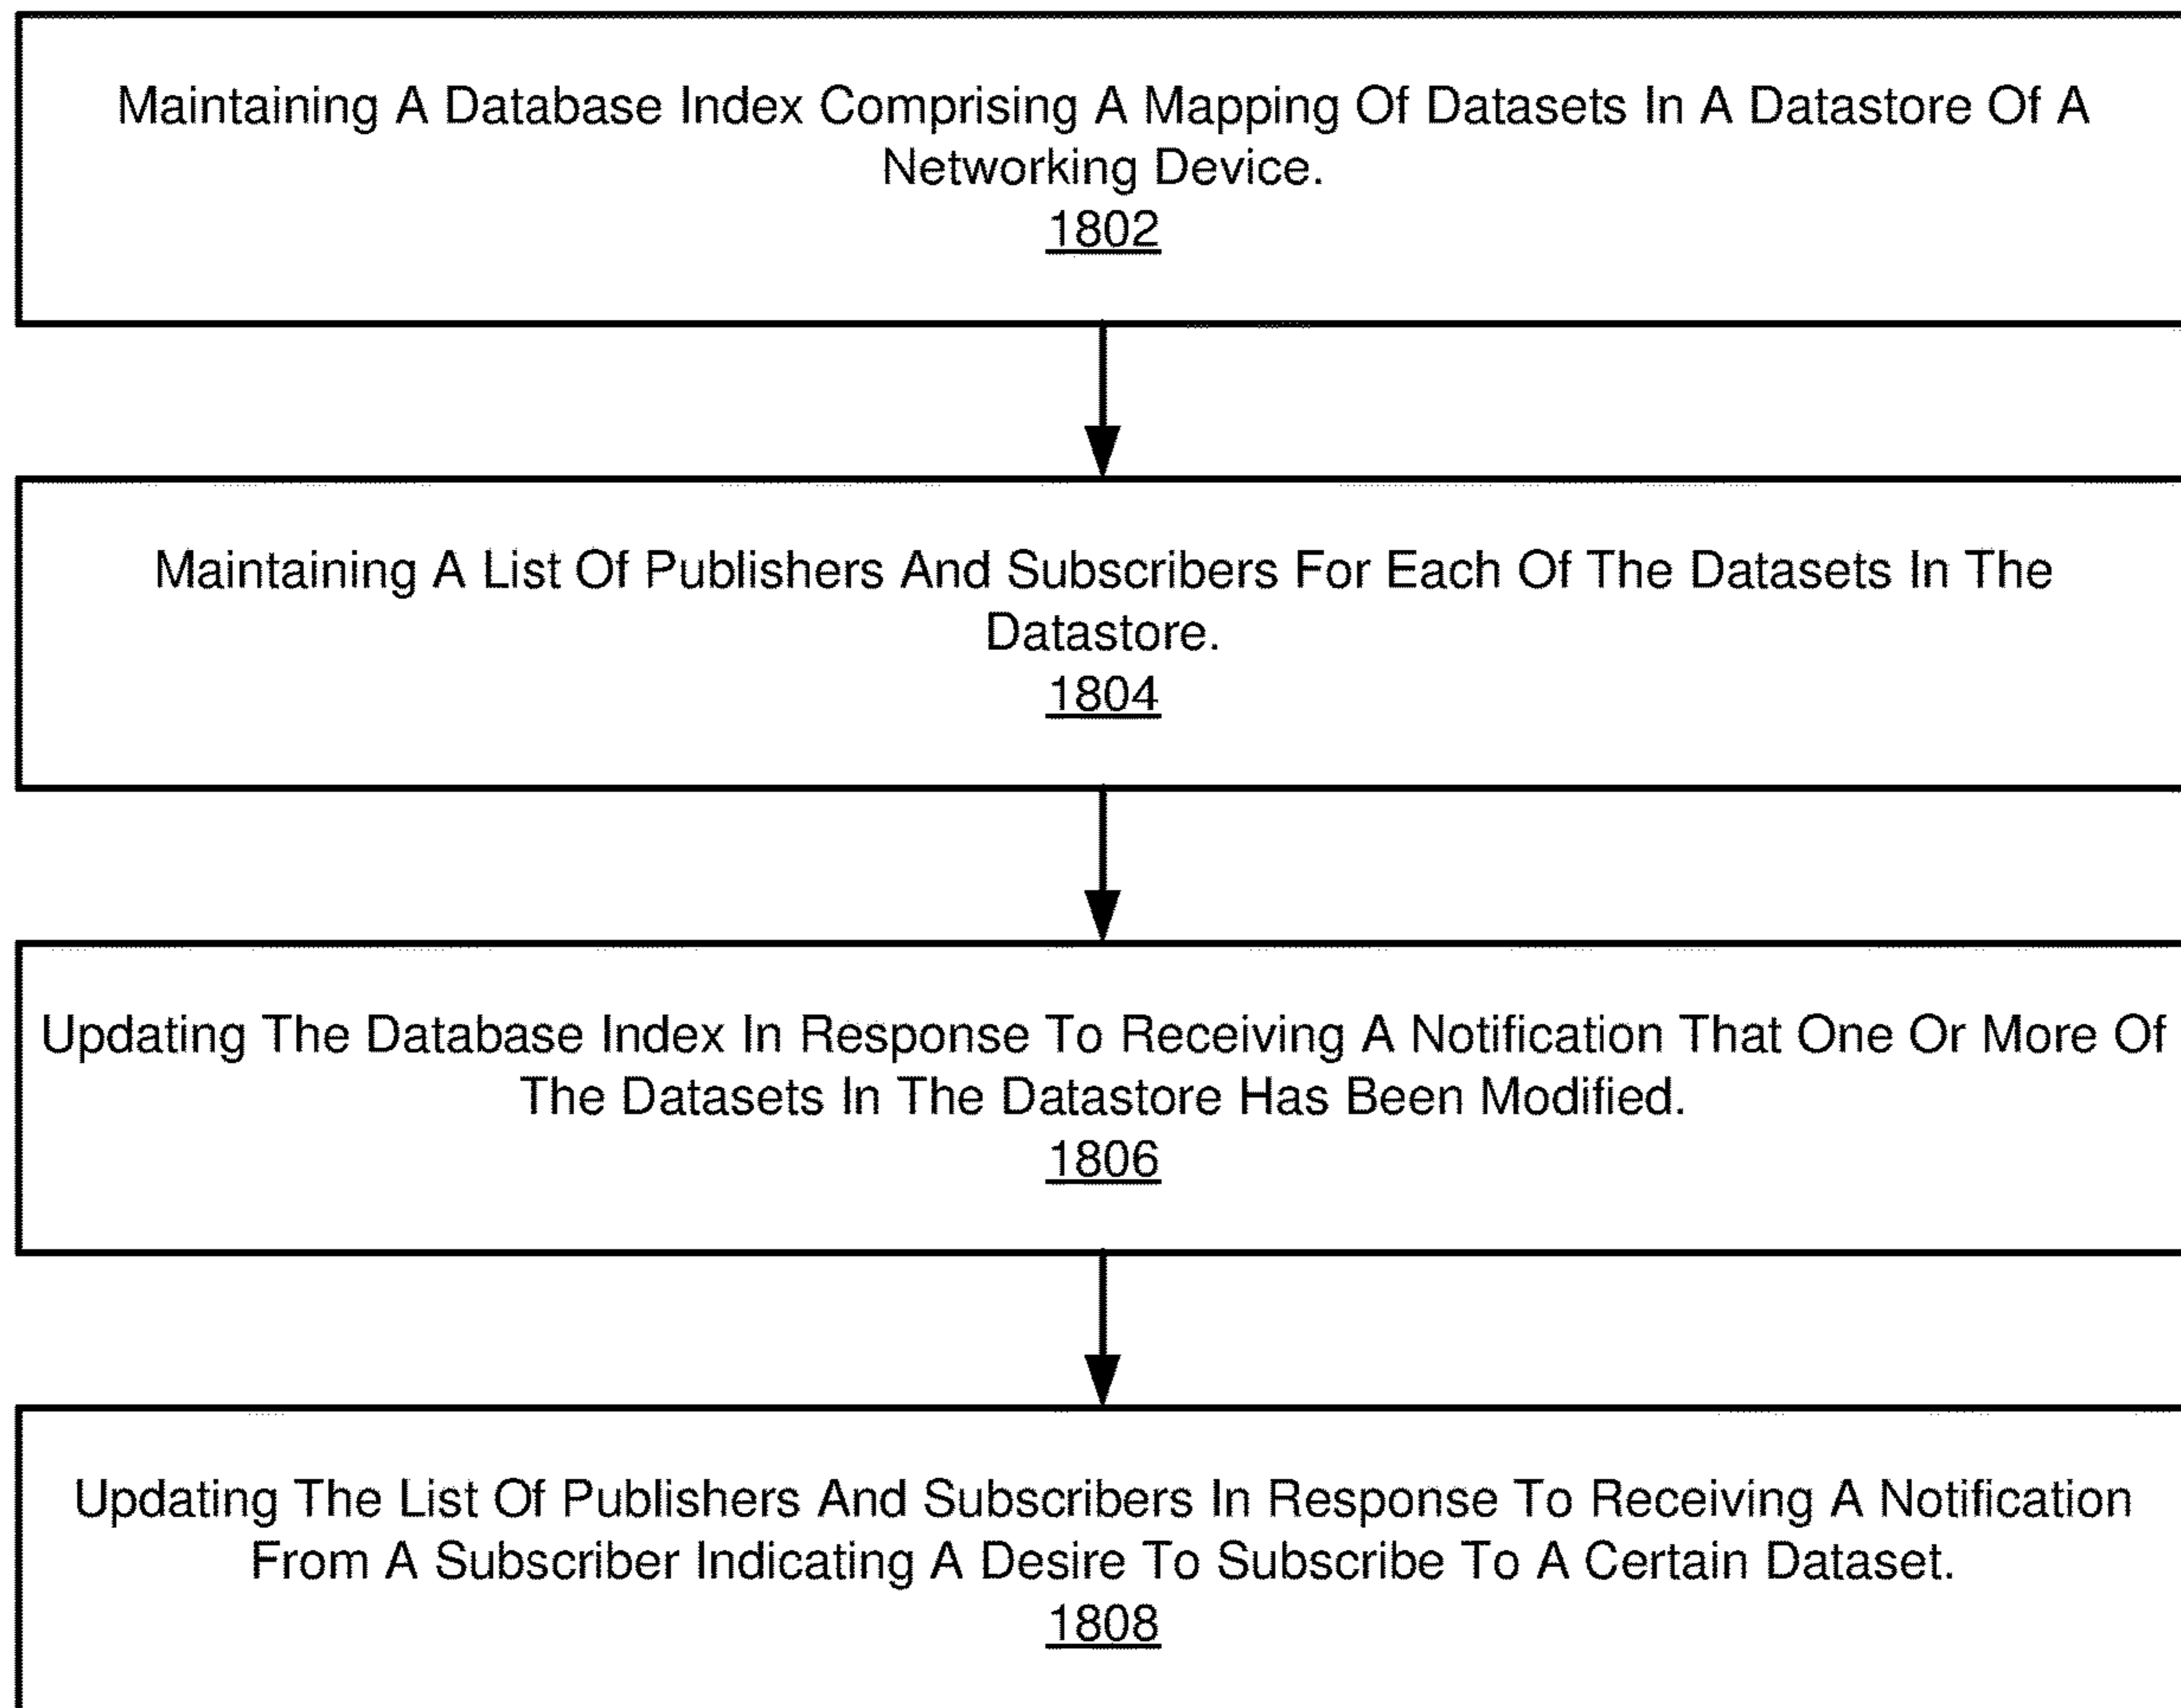 Maintaining A Database Index Comprising A Mapping Of Datasets In A Datastore Of A
Networking Device.
1802
Maintaining A List Of Publishers And Subscribers For Each Of The Datasets In The
Datastore.
1804
Updating The Database Index In Response To Receiving A Notification That One Or More Of
The Datasets In The Datastore Has Been Modified.
1806
Updating The List Of Publishers And Subscribers In Response To Receiving A Notification
From A Subscriber Indicating A Desire To Subscribe To A Certain Dataset.
1808